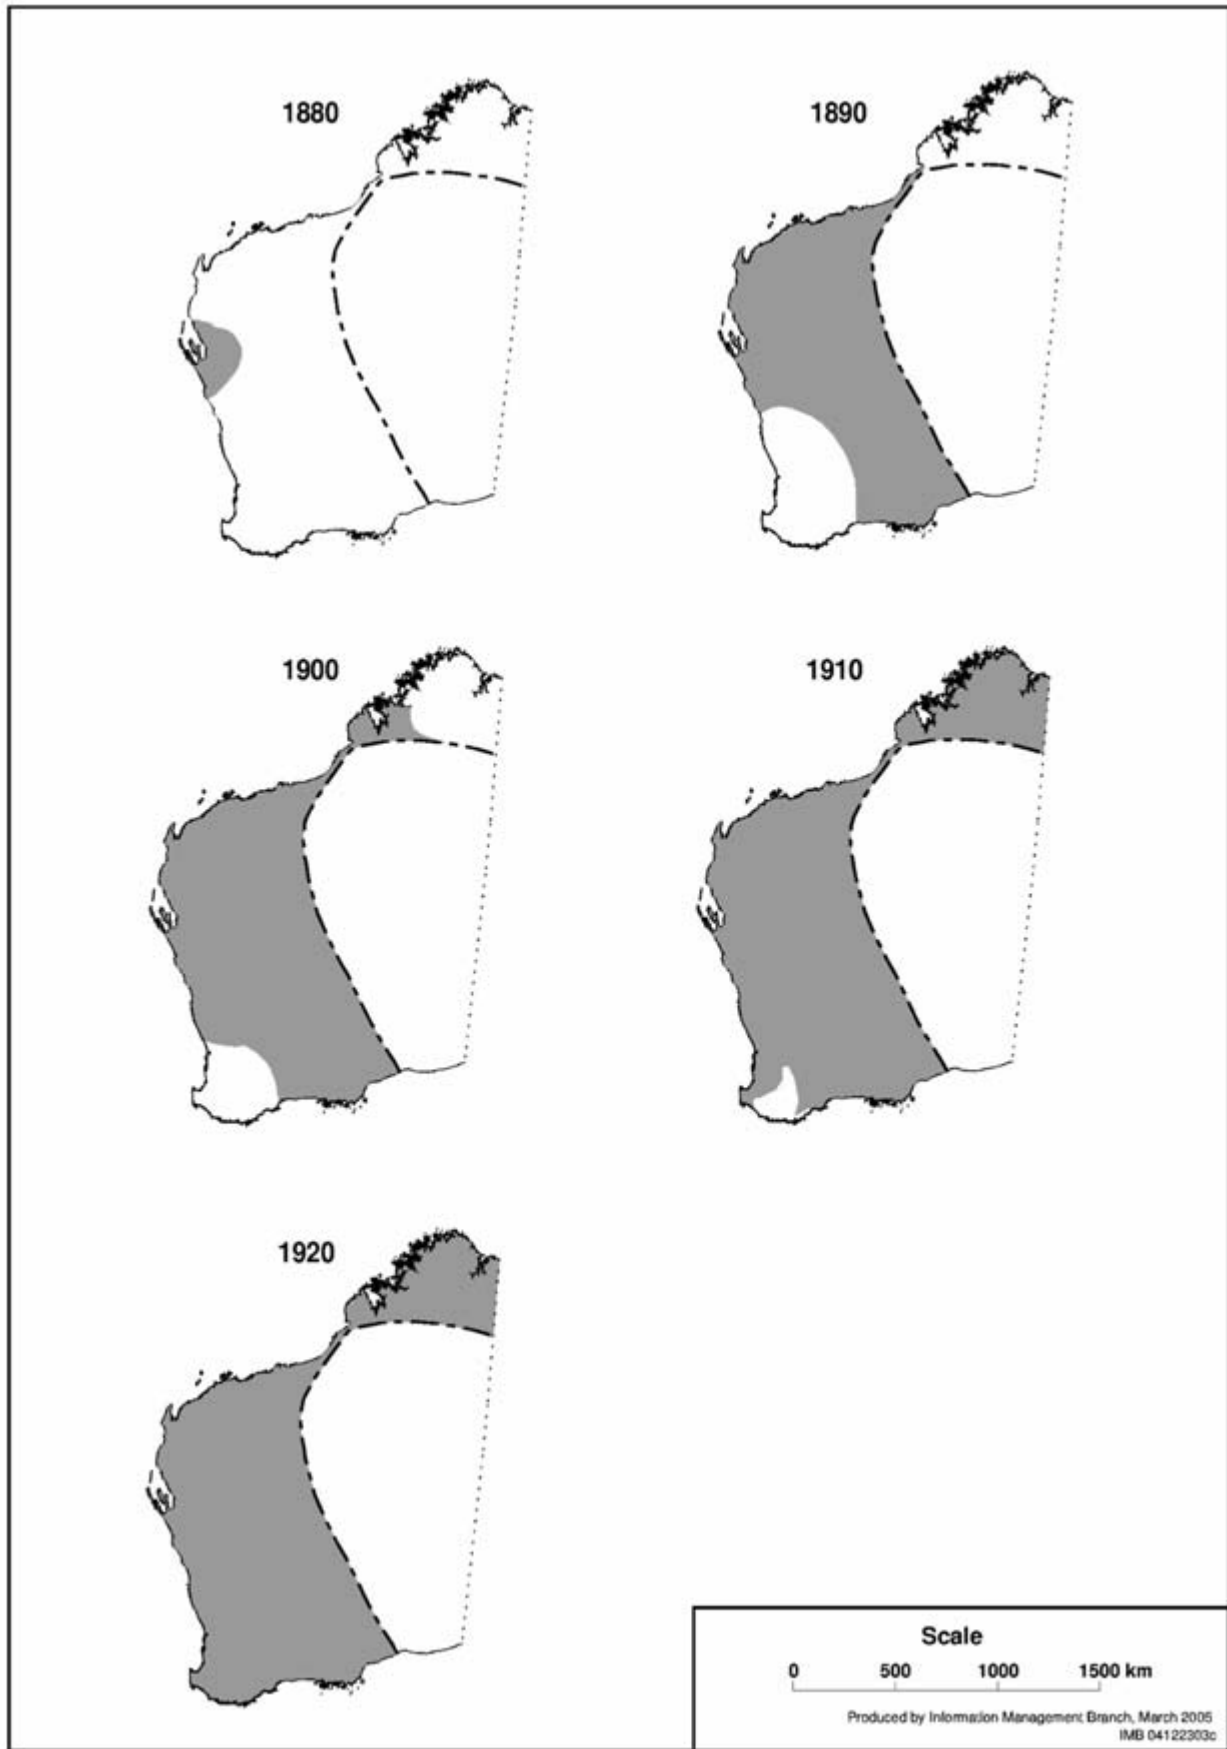 1880
1890
1900
1910
1920
Scale
0 500 1000 1500 km
Produced by Information Management Branch, March 2005
IMB 04122303c